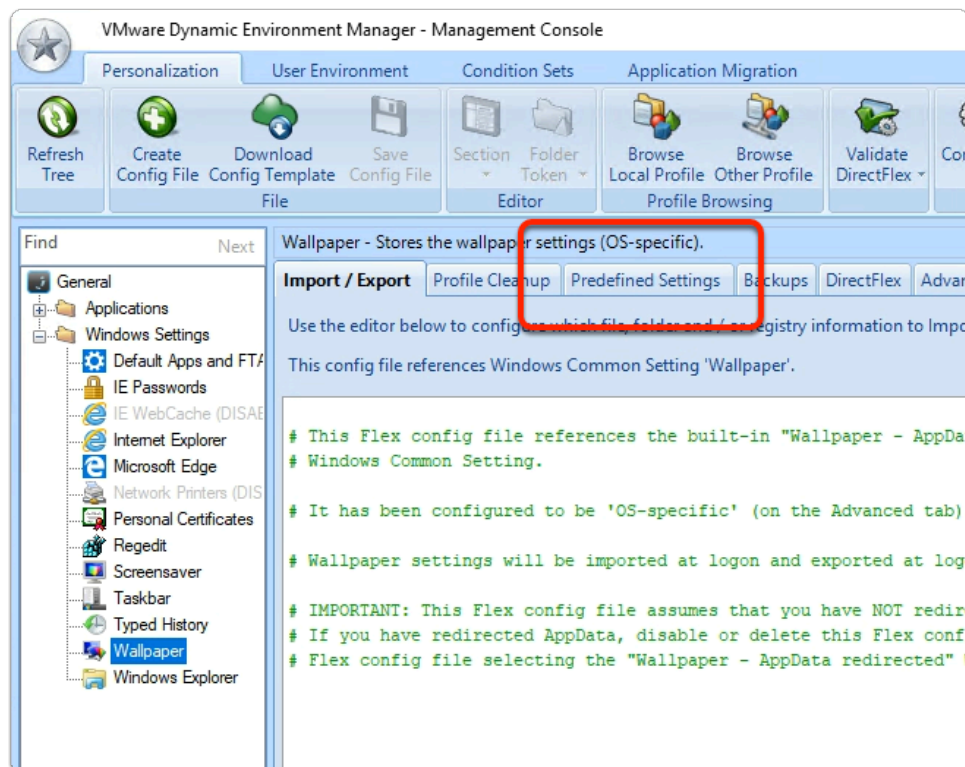 VMware Dynamic Environment Manager - Management Console
Personalization User Environment Condition Sets Application Migration
Refresh Tree
Create Config File
Download Config Template
Save Config File
Section
Folder Token
Browse Local Profile
Browse Other Profile
Validate DirectFlex
File Editor Profile Browsing
Find Next
Wallpaper - Stores the wallpaper settings (OS-specific).
Import / Export Profile Cleanup Predefined Settings Backups DirectFlex Advan
General
Applications
Windows Settings
Default Apps and FTA
IE Passwords
IE WebCache (DISAB
Internet Explorer
Microsoft Edge
Network Printers (DIS
Personal Certificates
Regedit
Screensaver
Taskbar
Typed History
Wallpaper
Windows Explorer
Use the editor below to configure which file, folder and / or registry information to Impo
This config file references Windows Common Setting 'Wallpaper'.
# This Flex config file references the built-in "Wallpaper - AppDa
# Windows Common Setting.
# It has been configured to be 'OS-specific' (on the Advanced tab)
# Wallpaper settings will be imported at logon and exported at log
# IMPORTANT: This Flex config file assumes that you have NOT redir
# If you have redirected AppData, disable or delete this Flex conf
# Flex config file selecting the "Wallpaper - AppData redirected"